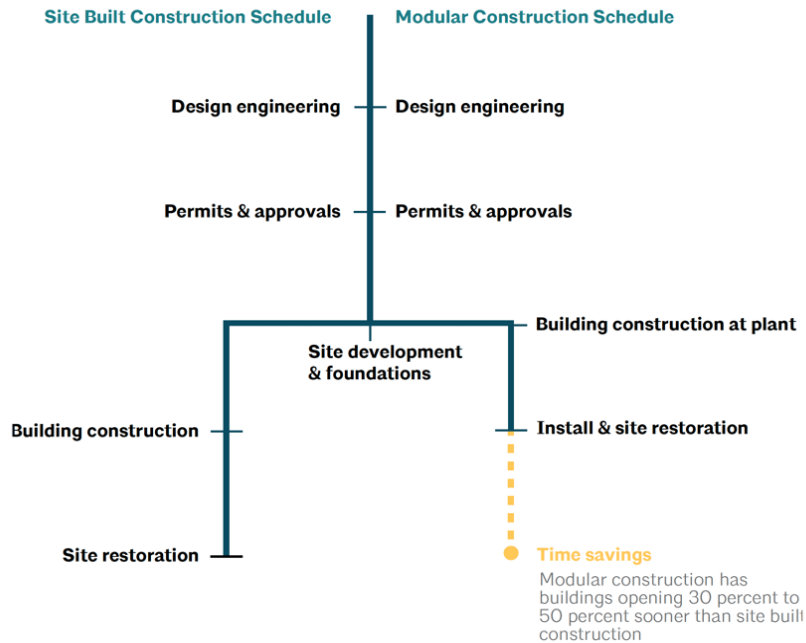 Site Built Construction Schedule
Modular Construction Schedule
Design engineering
Design engineering
Permits & approvals
Permits & approvals
Building construction at plant
Site development
& foundations
Building construction
Install & site restoration
Site restoration
Time savings
Modular construction has
buildings opening 30 percent to
50 percent sooner than site built
construction